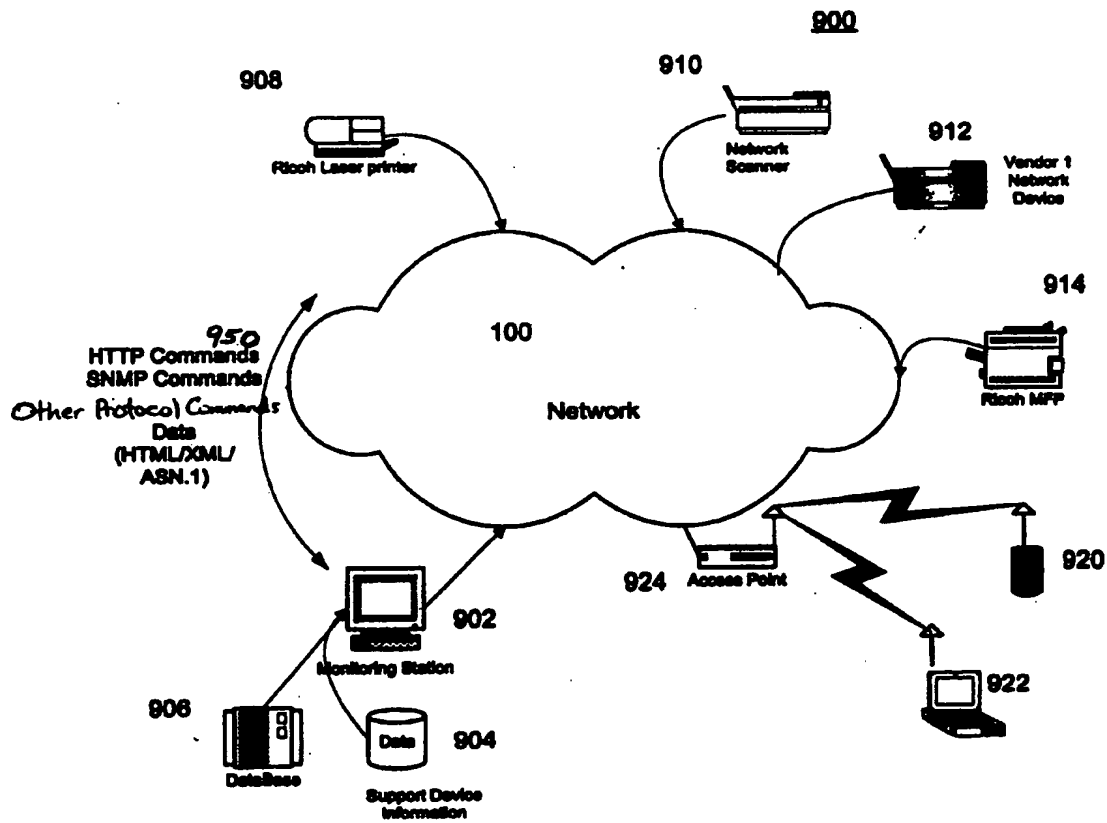 900
908
Ricoh Laser printer
910
Network
Scanner
912
Vendor 1
Network
Device
914
Ricoh MFP
100
Network
950
HTTP Commands
SNMP Commands
Other Protocol Commands
Data
(HTML/XML/
ASN.1)
924
Access Point
920
922
902
Monitoring Station
906
DataBase
Data
904
Support Device
Information